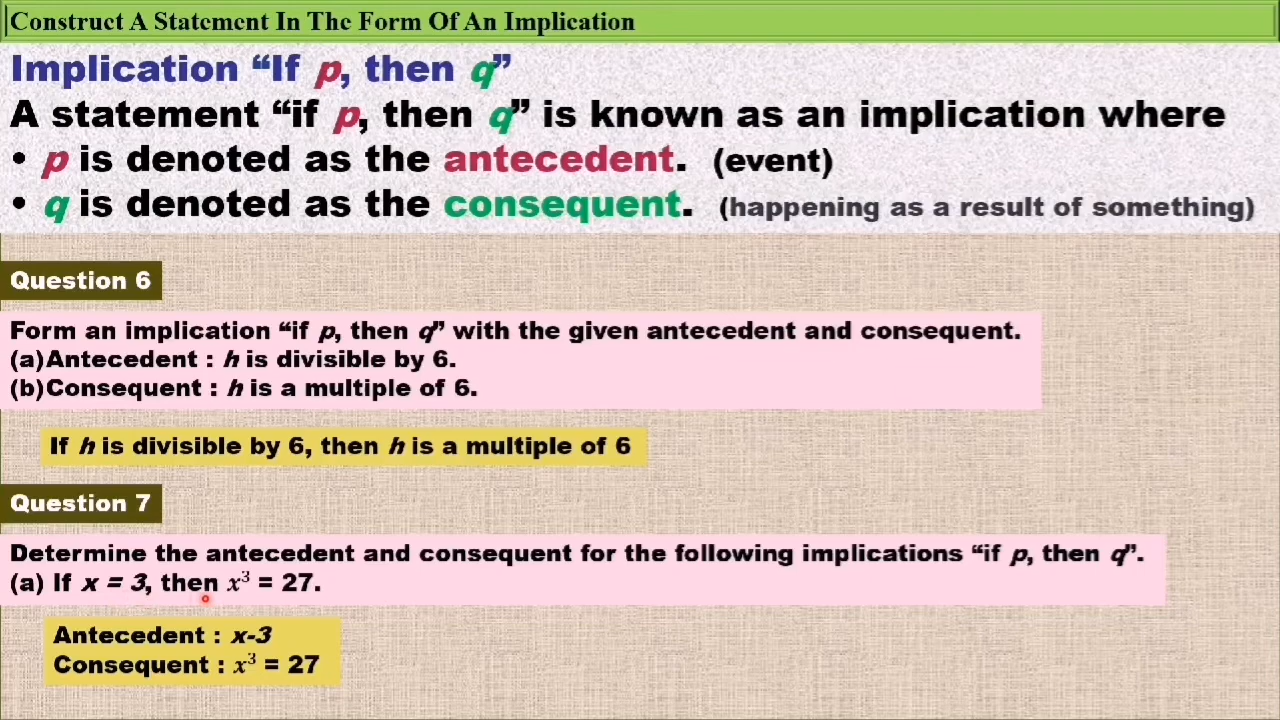 Construct A Statement In The Form Of An Implication
Implication “If p, then q”
A statement “if p, then q” is known as an implication where
• p is denoted as the antecedent. (event)
• q is denoted as the consequent. (happening as a result of something)
Question 6
Form an implication “if p, then q” with the given antecedent and consequent.
(a)Antecedent : h is divisible by 6.
(b)Consequent : h is a multiple of 6.
If h is divisible by 6, then h is a multiple of 6
Question 7
Determine the antecedent and consequent for the following implications “if p, then q”.
(a) If x = 3, then x³ = 27.
Antecedent : x-3
Consequent : x³ = 27